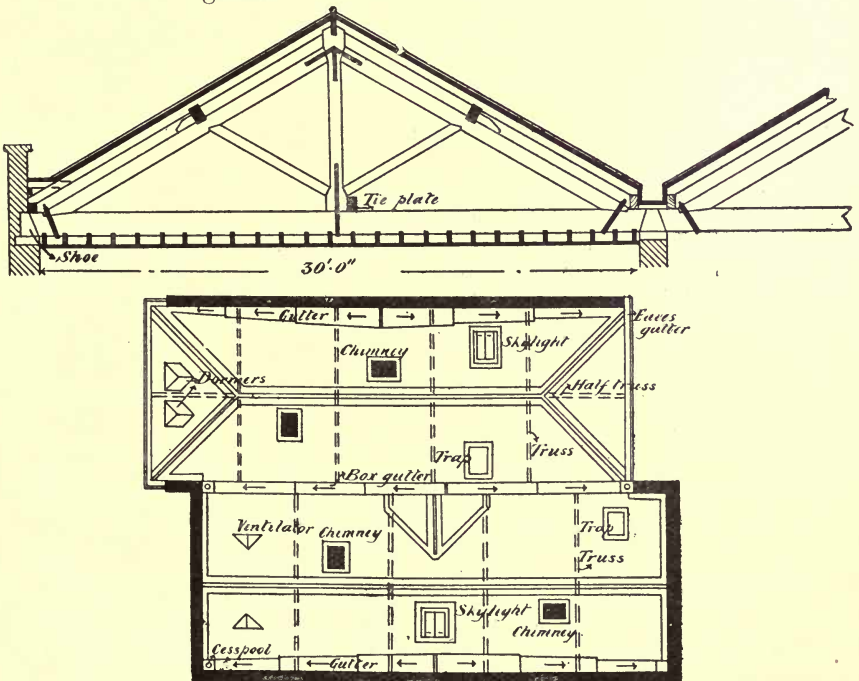 Tie plate
Shoe
30'·0"
Gutter
Eaves
gutter
Skylight
Chimney
Dormers
Half truss
Trap
Truss
Box gutter
Ventilator
Chimney
Trap
Truss
Skylight
Chimney
Cesspool
Gutter